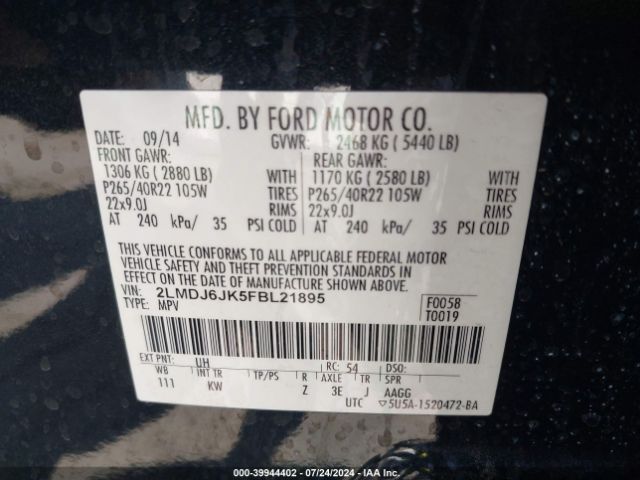 MFD. BY FORD MOTOR CO.
DATE: 09/14 GVWR: 2468 KG ( 5440 LB)
FRONT GAWR: REAR GAWR:
1306 KG ( 2880 LB) WITH 1170 KG ( 2580 LB) WITH
P265/40R22 105W TIRES P265/40R22 105W TIRES
22x9.0J RIMS 22x9.0J RIMS
AT 240 kPa/ 35 PSI COLD AT 240 kPa/ 35 PSI COLD
THIS VEHICLE CONFORMS TO ALL APPLICABLE FEDERAL MOTOR
VEHICLE SAFETY AND THEFT PREVENTION STANDARDS IN
EFFECT ON THE DATE OF MANUFACTURE SHOWN ABOVE.
VIN: 2LMDJ6JK5FBL21895 F0058
TYPE: MPV T0019
EXT PNT: UH RC: 54 DSO:
WB INT TR TP/PS R AXLE TR SPR
111 KW Z 3E J AAGG
UTC ▽5U5A-1520472-BA
000-39944402 - 07/24/2024 - IAA Inc.